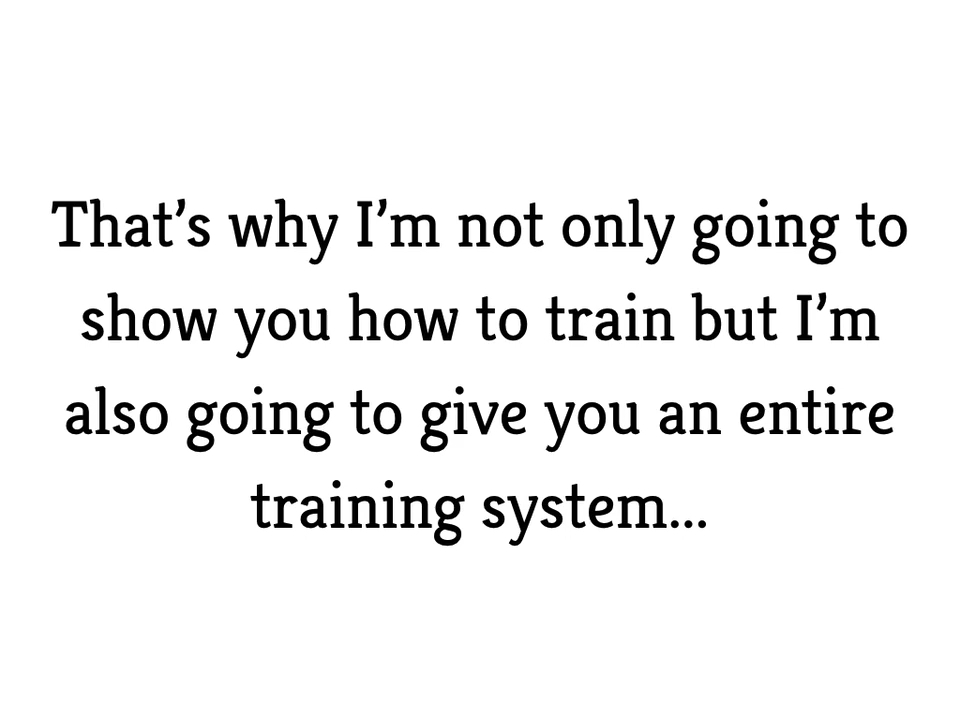 That’s why I’m not only going to
show you how to train but I’m
also going to give you an entire
training system...